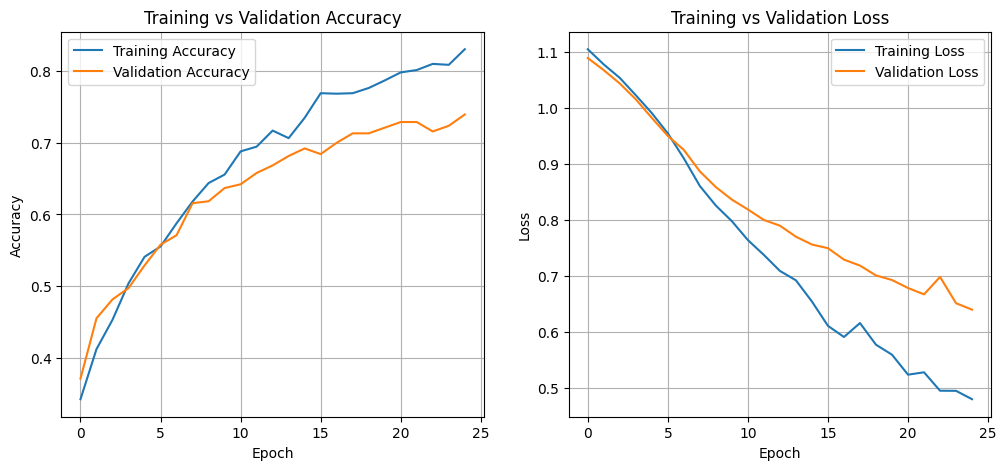 Training vs Validation Accuracy
Training Accuracy
Validation Accuracy
0.8
0.7
0.6
0.5
0.4
Accuracy
0 5 10 15 20 25
Epoch
Training vs Validation Loss
Training Loss
Validation Loss
1.1
1.0
0.9
0.8
0.7
0.6
0.5
Loss
0 5 10 15 20 25
Epoch